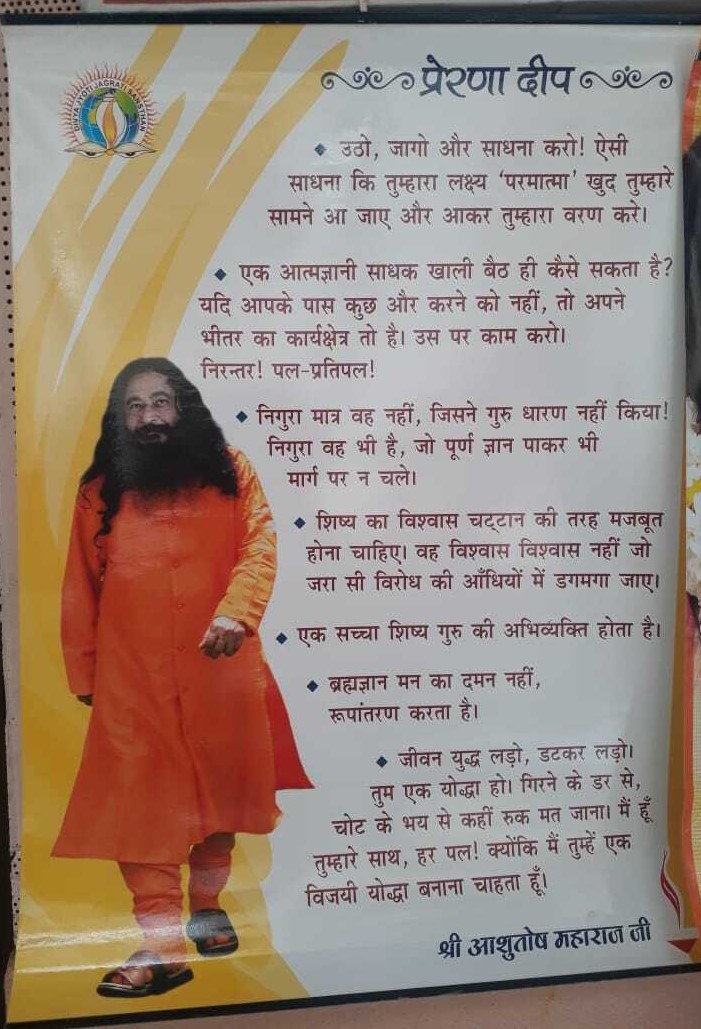 DIVYA JYOTI JAGRATI SANSTHAN
प्रेरणा दीप
उठो, जागो और साधना करो! ऐसी
साधना कि तुम्हारा लक्ष्य 'परमात्मा' खुद तुम्हारे
सामने आ जाए और आकर तुम्हारा वरण करे।
एक आत्मज्ञानी साधक खाली बैठ ही कैसे सकता है?
यदि आपके पास कुछ और करने को नहीं, तो अपने
भीतर का कार्यक्षेत्र तो है। उस पर काम करो।
निरन्तर! पल-प्रतिपल!
निगुरा मात्र वह नहीं, जिसने गुरु धारण नहीं किया!
निगुरा वह भी है, जो पूर्ण ज्ञान पाकर भी
मार्ग पर न चले।
शिष्य का विश्वास चट्टान की तरह मजबूत
होना चाहिए। वह विश्वास विश्वास नहीं जो
जरा सी विरोध की आँधियों में डगमगा जाए।
एक सच्चा शिष्य गुरु की अभिव्यक्ति होता है।
ब्रह्मज्ञान मन का दमन नहीं,
रूपांतरण करता है।
जीवन युद्ध लड़ो, डटकर लड़ो।
तुम एक योद्धा हो। गिरने के डर से,
चोट के भय से कहीं रुक मत जाना। मैं हूँ
तुम्हारे साथ, हर पल! क्योंकि मैं तुम्हें एक
विजयी योद्धा बनाना चाहता हूँ।
श्री आशुतोष महाराज जी